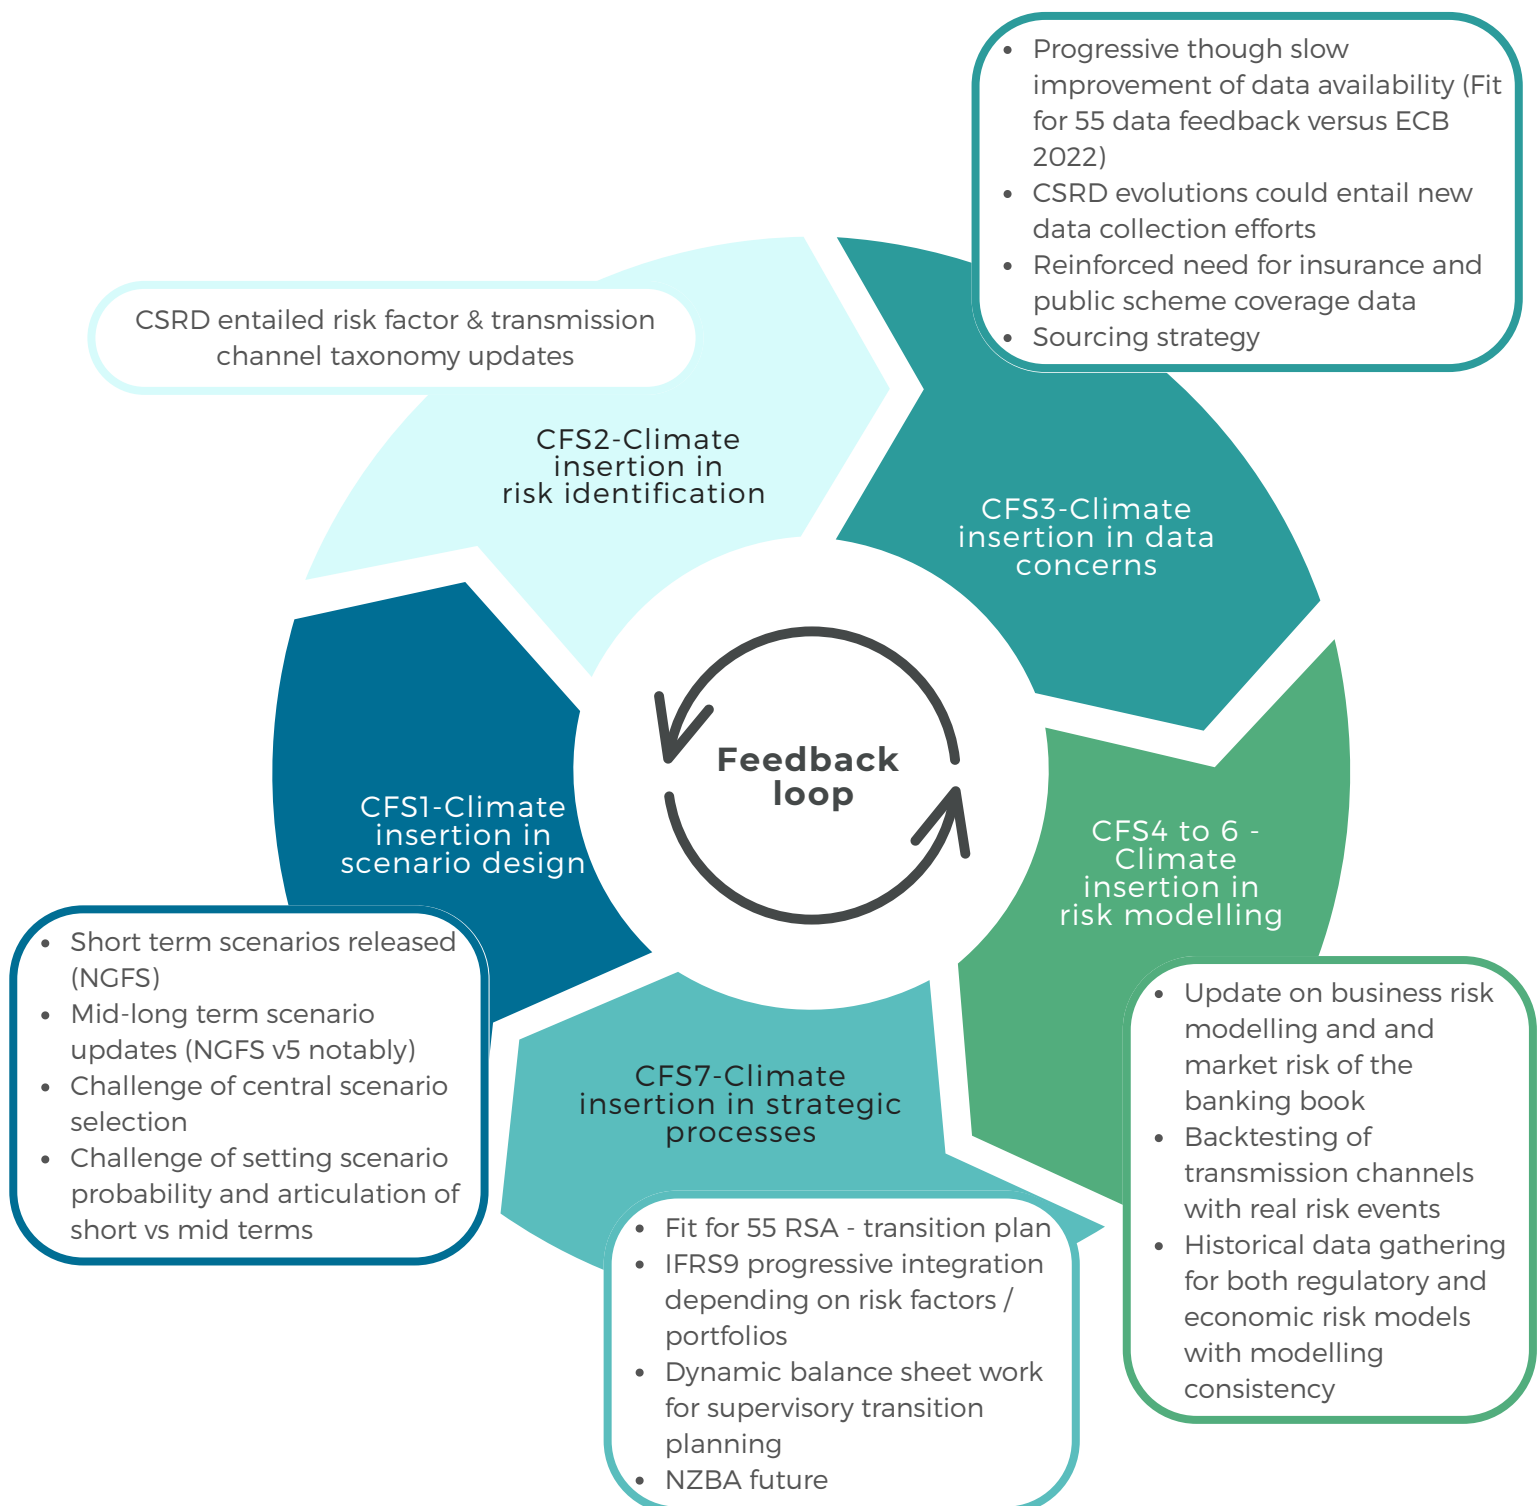 • Progressive though slow
improvement of data availability (Fit
for 55 data feedback versus ECB
2022)
• CSRD evolutions could entail new
data collection efforts
• Reinforced need for insurance and
public scheme coverage data
• Sourcing strategy
CSRD entailed risk factor & transmission
channel taxonomy updates
CFS2-Climate
insertion in
risk identification
CFS3-Climate
insertion in data
concerns
Feedback
loop
CFS1-Climate
insertion in
scenario design
CFS4 to 6 -
Climate
insertion in
risk modelling
• Short term scenarios released
(NGFS)
• Mid-long term scenario
updates (NGFS v5 notably)
• Challenge of central scenario
selection
• Challenge of setting scenario
probability and articulation of
short vs mid terms
CFS7-Climate
insertion in strategic
processes
• Update on business risk
modelling and and
market risk of the
banking book
• Backtesting of
transmission channels
with real risk events
• Historical data gathering
for both regulatory and
economic risk models
with modelling
consistency
• Fit for 55 RSA - transition plan
• IFRS9 progressive integration
depending on risk factors /
portfolios
• Dynamic balance sheet work
for supervisory transition
planning
• NZBA future